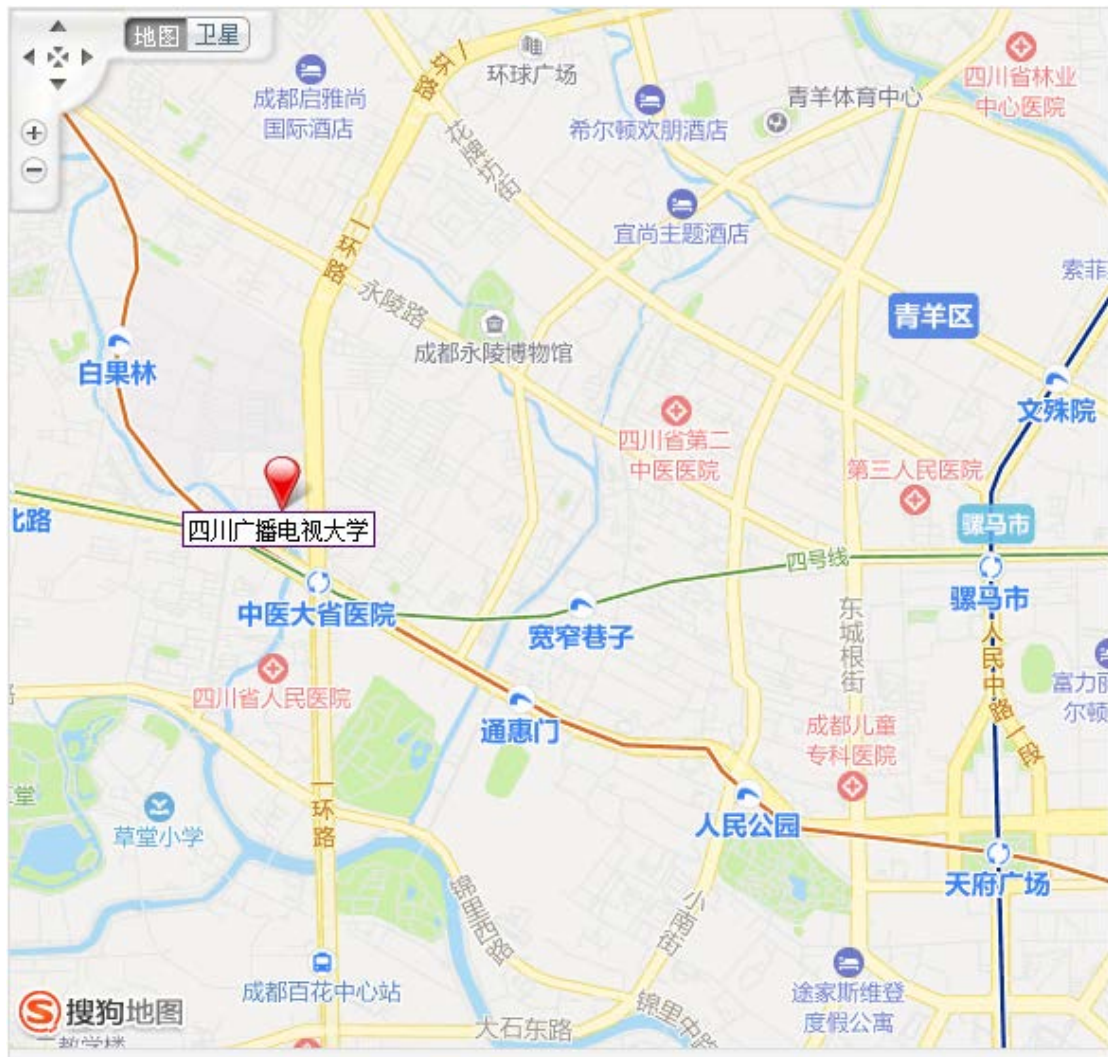 地图 卫星
环球广场
四川省林业
中心医院
一环路
成都启雅尚
国际酒店
青羊体育中心
希尔顿欢朋酒店
花牌坊街
宜尚主题酒店
一环路
索菲
永陵路
青羊区
成都永陵博物馆
白果林
文殊院
四川省第二
中医医院
第三人民医院
北路
四川广播电视大学
骡马市
四号线
中医大省医院
宽窄巷子
骡马市
东城根街
人民中路一段
四川省人民医院
富力丽
尔顿
通惠门
成都儿童
专科医院
草堂小学
一环路
人民公园
天府广场
锦里西路
小南街
成都百花中心站
途家斯维登
度假公寓
搜狗地图
大石东路
锦里中路